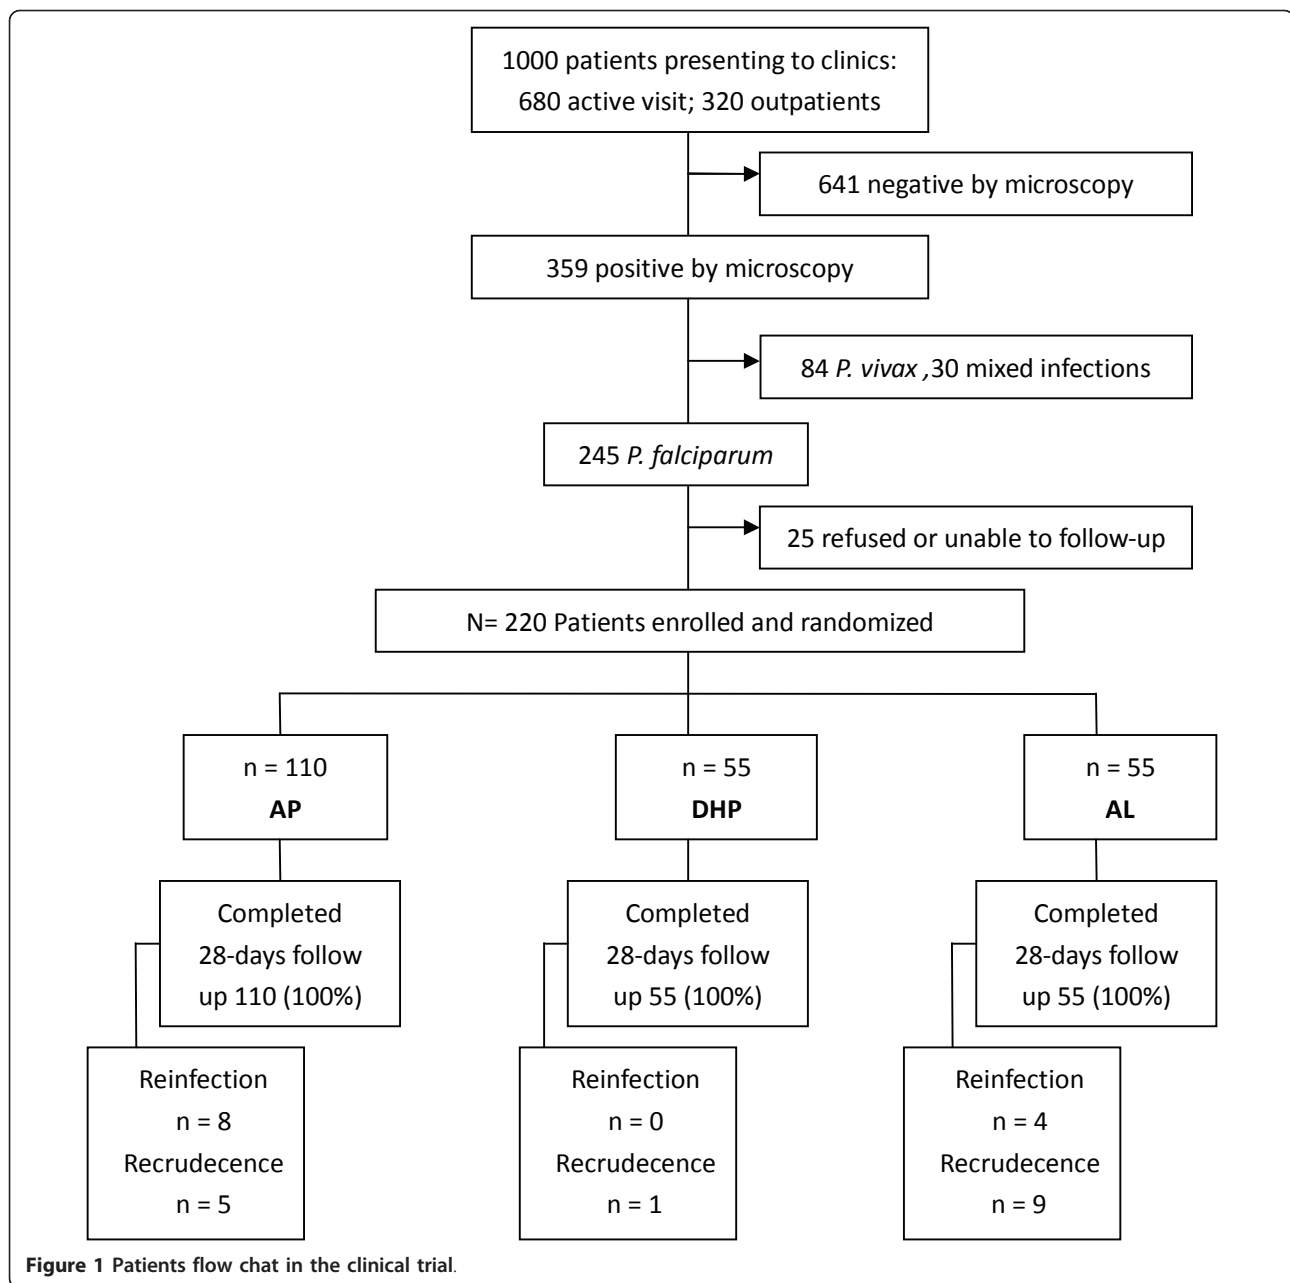 1000 patients presenting to clinics:
680 active visit; 320 outpatients
641 negative by microscopy
359 positive by microscopy
84 P. vivax ,30 mixed infections
245 P. falciparum
25 refused or unable to follow-up
N= 220 Patients enrolled and randomized
n = 110
AP
n = 55
DHP
n = 55
AL
Completed
28-days follow
up 110 (100%)
Completed
28-days follow
up 55 (100%)
Completed
28-days follow
up 55 (100%)
Reinfection
n = 8
Recrudecence
n = 5
Reinfection
n = 0
Recrudecence
n = 1
Reinfection
n = 4
Recrudecence
n = 9
Figure 1 Patients flow chat in the clinical trial.